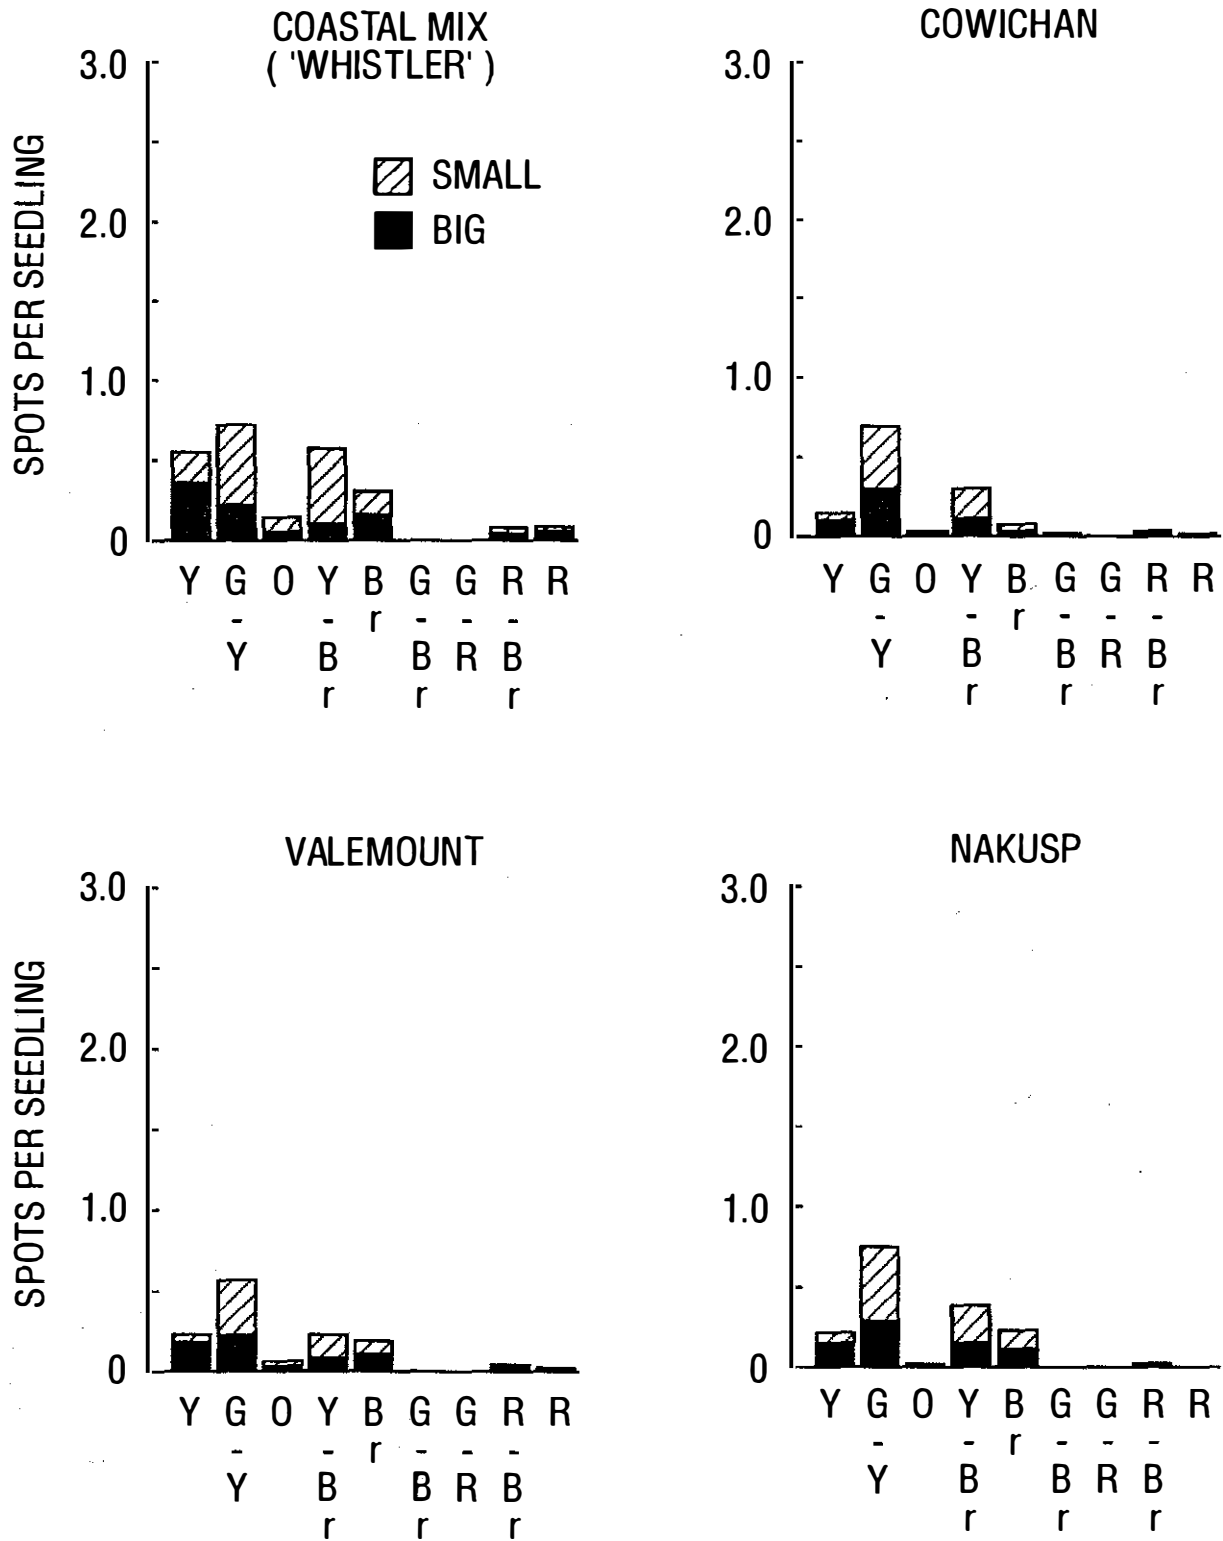 COASTAL MIX
( 'WHISTLER' )
3.0
2.0
1.0
0
SPOTS PER SEEDLING
SMALL
BIG
Y G O Y B G G R R
- - r - - -
Y B B R B
r r r
COWICHAN
3.0
2.0
1.0
0
Y G O Y B G G R R
- - r - - -
Y B B R B
r r r
VALEMOUNT
3.0
2.0
1.0
0
SPOTS PER SEEDLING
Y G O Y B G G R R
- - r - - -
Y B B R B
r r r
NAKUSP
3.0
2.0
1.0
0
Y G O Y B G G R R
- - r - - -
Y B B R B
r r r